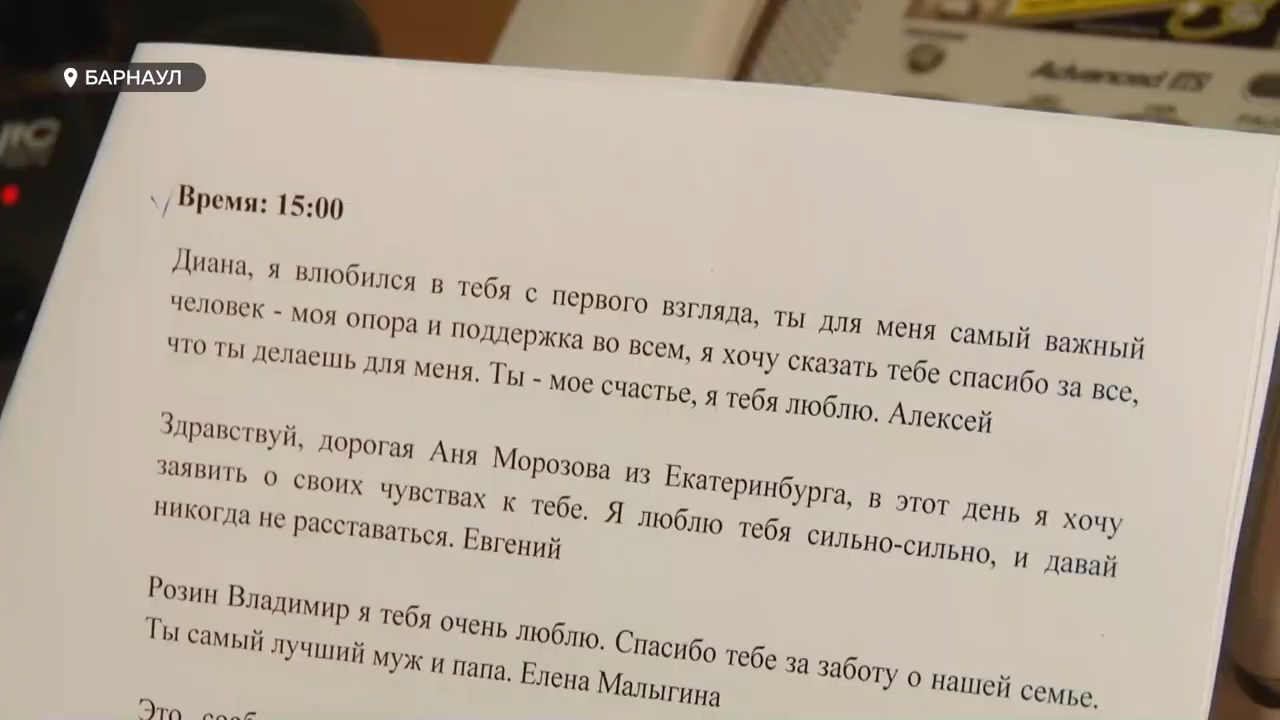 БАРНАУЛ
Advanced ITS
Время: 15:00
Диана, я влюбился в тебя с первого взгляда, ты для меня самый важный
человек - моя опора и поддержка во всем, я хочу сказать тебе спасибо за все,
что ты делаешь для меня. Ты - мое счастье, я тебя люблю. Алексей
Здравствуй, дорогая Аня Морозова из Екатеринбурга, в этот день я хочу
заявить о своих чувствах к тебе. Я люблю тебя сильно-сильно, и давай
никогда не расставаться. Евгений
Розин Владимир я тебя очень люблю. Спасибо тебе за заботу о нашей семье.
Ты самый лучший муж и папа. Елена Малыгина
Это